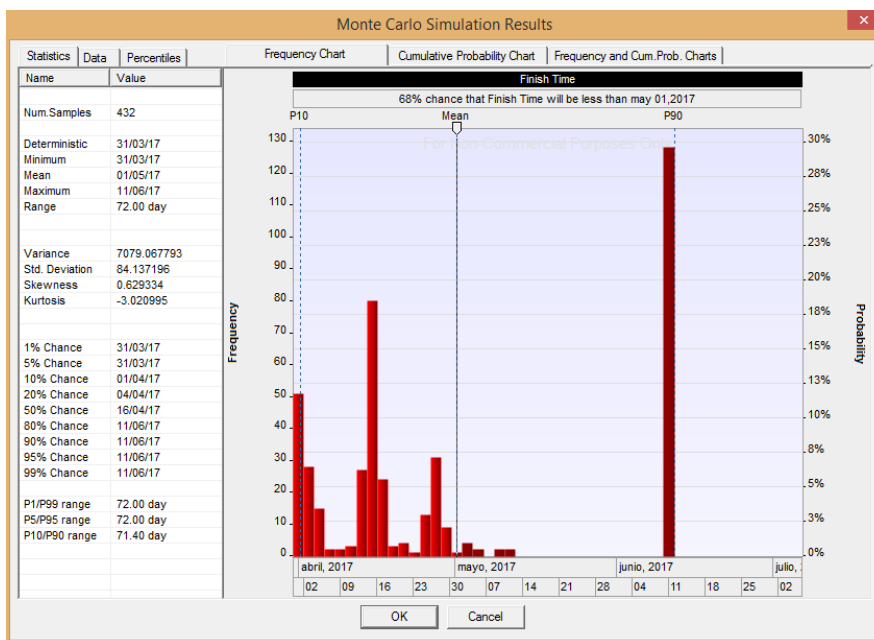 Monte Carlo Simulation Results
Statistics Data Percentiles
Frequency Chart Cumulative Probability Chart Frequency and Cum.Prob. Charts
Name Value
Num.Samples 432
Deterministic 31/03/17
Minimum 31/03/17
Mean 01/05/17
Maximum 11/06/17
Range 72.00 day
Variance 7079.067793
Std. Deviation 84.137196
Skewness 0.629334
Kurtosis -3.020995
1% Chance 31/03/17
5% Chance 31/03/17
10% Chance 01/04/17
20% Chance 04/04/17
50% Chance 16/04/17
80% Chance 11/06/17
90% Chance 11/06/17
95% Chance 11/06/17
99% Chance 11/06/17
P1/P99 range 72.00 day
P5/P95 range 72.00 day
P10/P90 range 71.40 day
Finish Time
68% chance that Finish Time will be less than may 01,2017
P10 Mean P90
For Non-Commercial Purposes Only
Frequency
130
120
110
100
90
80
70
60
50
40
30
20
10
0
30%
28%
25%
23%
20%
18%
15%
13%
10%
8%
5%
3%
0%
Probability
abril, 2017 mayo, 2017 junio, 2017 julio, :
02 09 16 23 30 07 14 21 28 04 11 18 25 02
OK Cancel